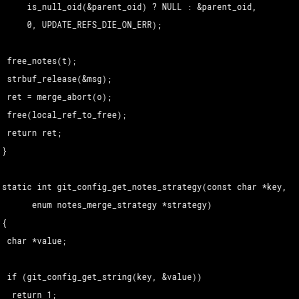 is_null_oid(&parent_oid) ? NULL : &parent_oid,
0, UPDATE_REFS_DIE_ON_ERR);
free_notes(t);
strbuf_release(&msg);
ret = merge_abort(o);
free(local_ref_to_free);
return ret;
}
static int git_config_get_notes_strategy(const char *key,
enum notes_merge_strategy *strategy)
{
char *value;
if (git_config_get_string(key, &value))
return 1;